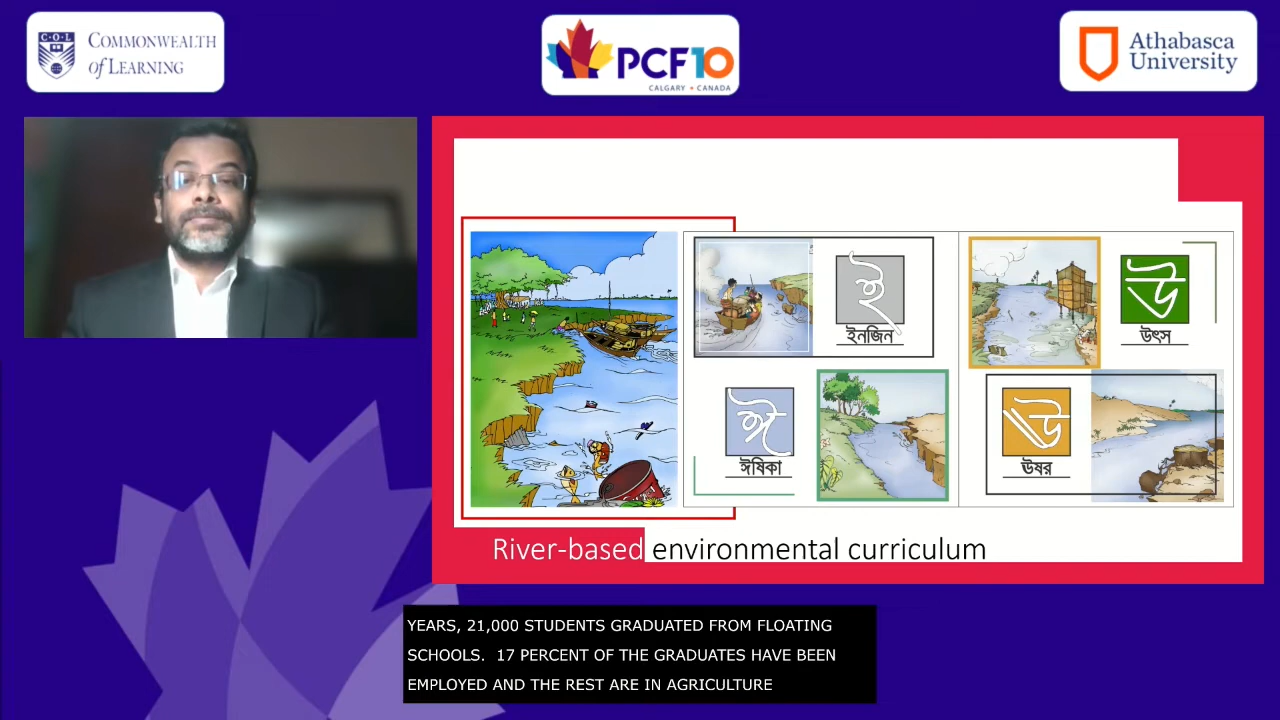 C·O·L
COMMONWEALTH
of LEARNING
PCF10
CALGARY • CANADA
Athabasca
University
ই
ইনজিন
উ
উৎস
ঈ
ঈষিকা
ঊ
ঊষর
River-based environmental curriculum
YEARS, 21,000 STUDENTS GRADUATED FROM FLOATING
SCHOOLS. 17 PERCENT OF THE GRADUATES HAVE BEEN
EMPLOYED AND THE REST ARE IN AGRICULTURE